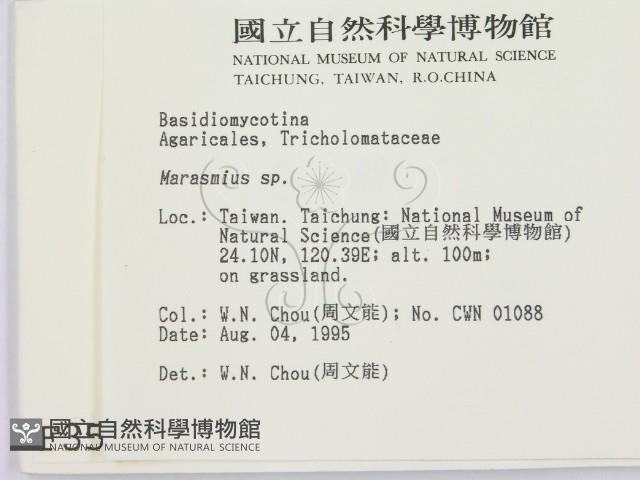 國立自然科學博物館
NATIONAL MUSEUM OF NATURAL SCIENCE
TAICHUNG, TAIWAN, R.O.CHINA
Basidiomycotina
Agaricales, Tricholomataceae
Marasmius sp.
Loc.: Taiwan. Taichung: National Museum of
Natural Science(國立自然科學博物館)
24.10N, 120.39E; alt. 100m;
on grassland.
Col.: W.N. Chou(周文能); No. CWN 01088
Date: Aug. 04, 1995
Det.: W.N. Chou(周文能)
國立自然科學博物館
NATIONAL MUSEUM OF NATURAL SCIENCE